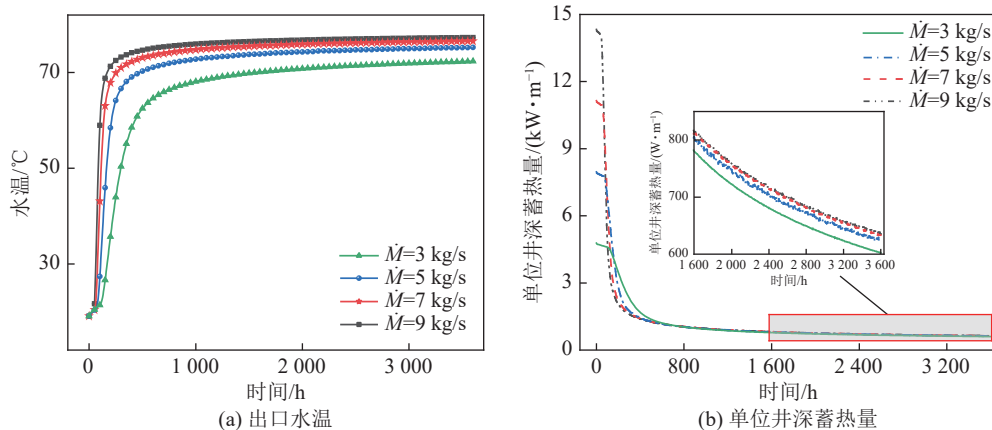 70
50
30
水温/℃
Ṁ=3 kg/s
Ṁ=5 kg/s
Ṁ=7 kg/s
Ṁ=9 kg/s
0
1 000
2 000
3 000
时间/h
(a) 出口水温
15
12
9
6
3
0
单位井深蓄热量/(kW·m⁻¹)
Ṁ=3 kg/s
Ṁ=5 kg/s
Ṁ=7 kg/s
Ṁ=9 kg/s
800
700
600
单位井深蓄热量/(W·m⁻¹)
1 600
2 000
2 400
2 800
3 200
3 600
时间/h
0
800
1 600
2 400
3 200
时间/h
(b) 单位井深蓄热量